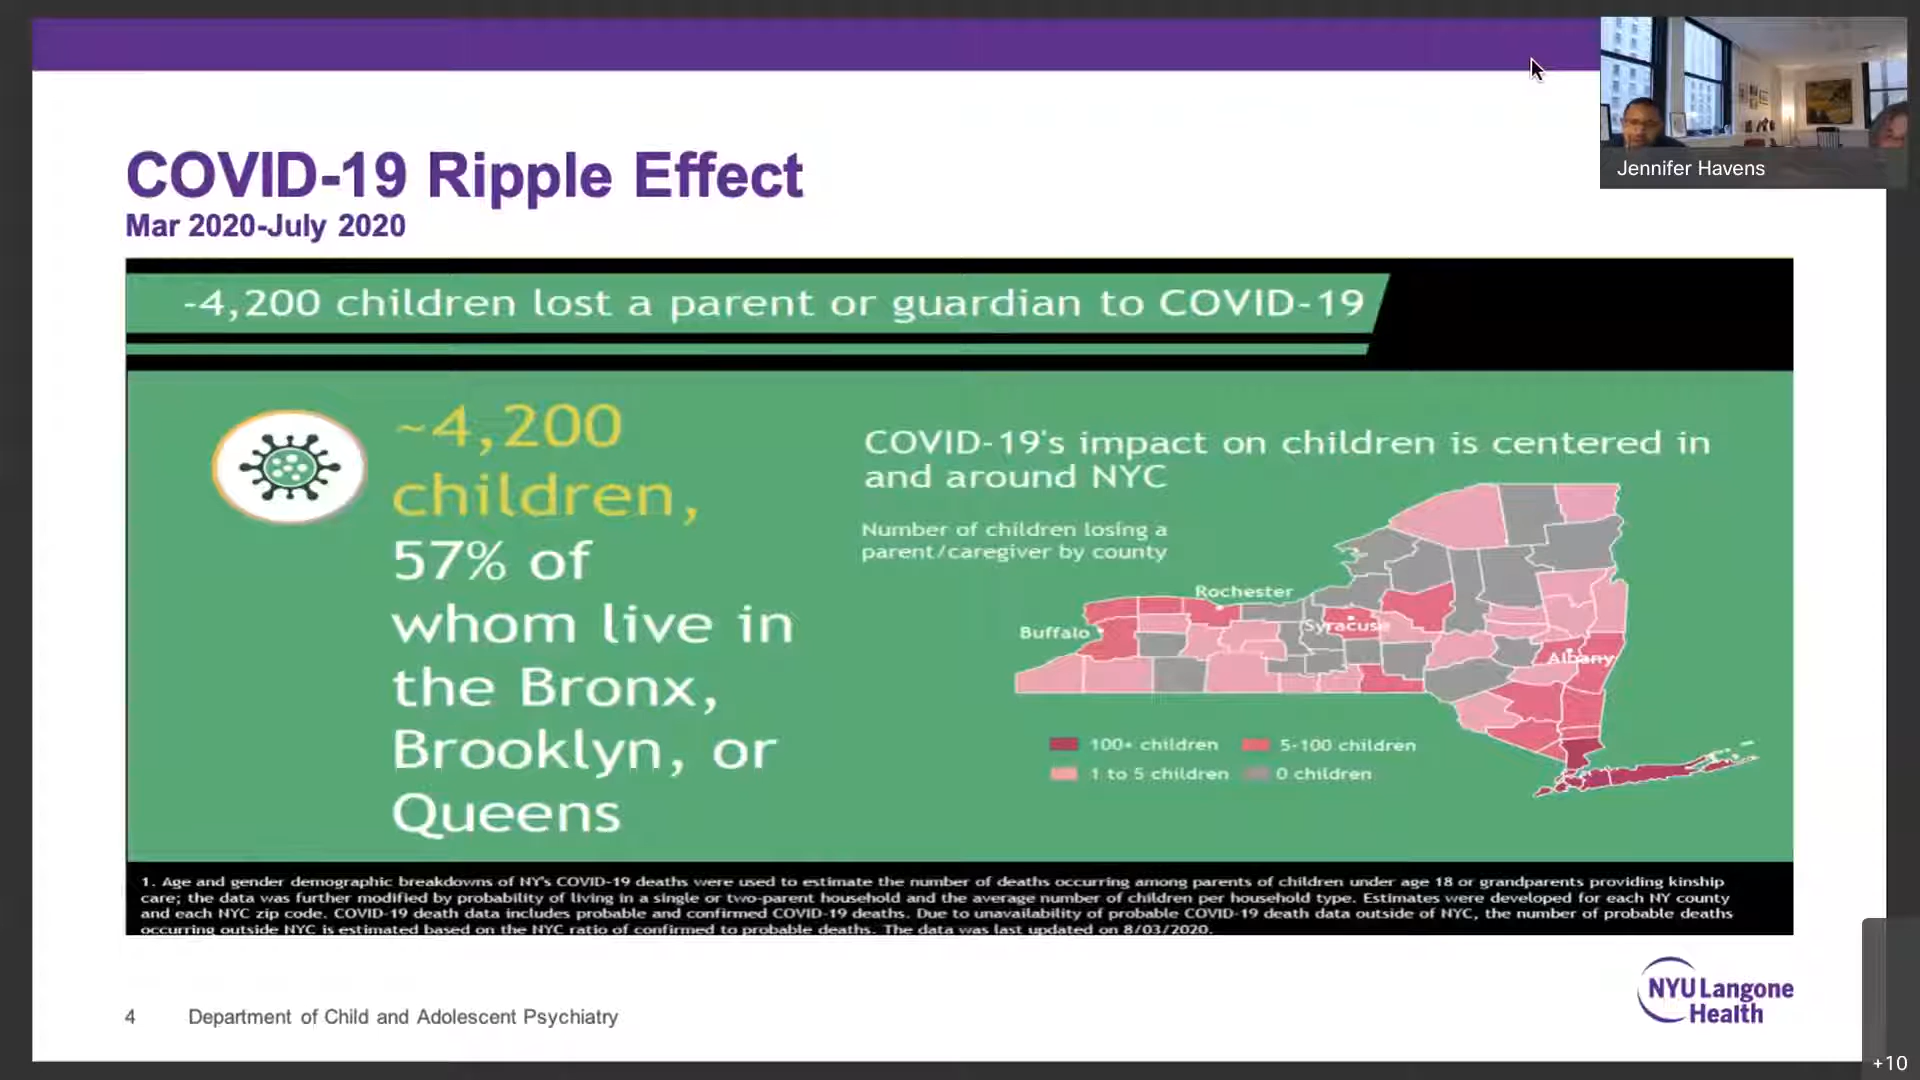 Jennifer Havens
COVID-19 Ripple Effect
Mar 2020-July 2020
~4,200 children lost a parent or guardian to COVID-19
~4,200
children,
57% of
whom live in
the Bronx,
Brooklyn, or
Queens
COVID-19's impact on children is centered in
and around NYC
Number of children losing a
parent/caregiver by county
Rochester
Buffalo
Syracuse
Albany
100+ children
5-100 children
1 to 5 children
0 children
1. Age and gender demographic breakdowns of NY's COVID-19 deaths were used to estimate the number of deaths occurring among parents of children under age 18 or grandparents providing kinship
care; the data was further modified by probability of living in a single or two-parent household and the average number of children per household type. Estimates were developed for each NY county
and each NYC zip code. COVID-19 death data includes probable and confirmed COVID-19 deaths. Due to unavailability of probable COVID-19 death data outside of NYC, the number of probable deaths
occurring outside NYC is estimated based on the NYC ratio of confirmed to probable deaths. The data was last updated on 8/03/2020.
4
Department of Child and Adolescent Psychiatry
NYU Langone
Health
+10